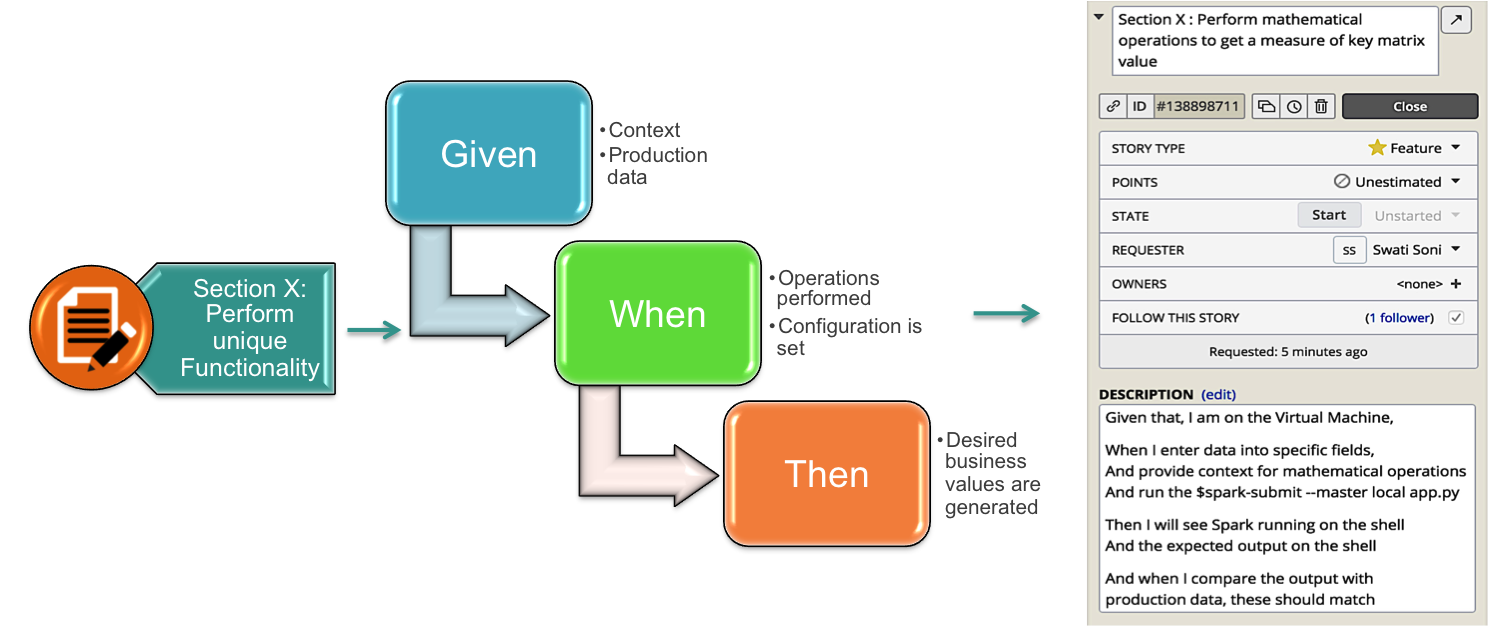 Section X:
Perform
unique
Functionality
Given
•Context
•Production
data
When
•Operations
performed
•Configuration is
set
Then
•Desired
business
values are
generated
Section X : Perform mathematical
operations to get a measure of key matrix
value
ID #138898711 Close
STORY TYPE Feature
POINTS Unestimated
STATE Start Unstarted
REQUESTER ss Swati Soni
OWNERS <none> +
FOLLOW THIS STORY (1 follower)
Requested: 5 minutes ago
DESCRIPTION (edit)
Given that, I am on the Virtual Machine,
When I enter data into specific fields,
And provide context for mathematical operations
And run the $spark-submit --master local app.py
Then I will see Spark running on the shell
And the expected output on the shell
And when I compare the output with
production data, these should match